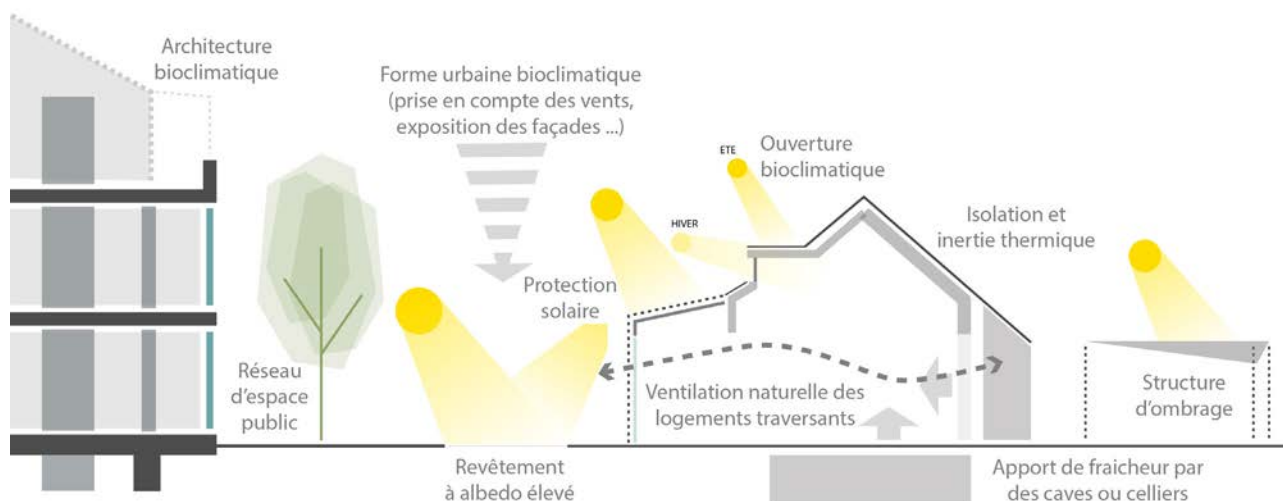 Architecture
bioclimatique
Forme urbaine bioclimatique
(prise en compte des vents,
exposition des façades ...)
ETE
Ouverture
bioclimatique
HIVER
Isolation et
inertie thermique
Protection
solaire
Réseau
d'espace
public
Ventilation naturelle des
logements traversants
Structure
d'ombrage
Revêtement
à albedo élevé
Apport de fraicheur par
des caves ou celliers